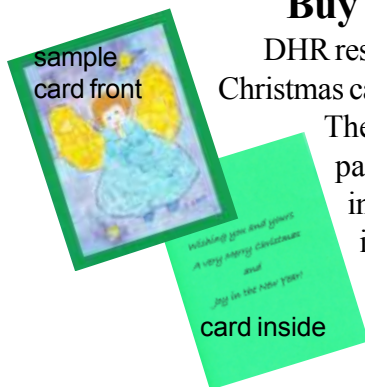 Buy
DHR res
Christmas ca
The
pa
in
i
sample
card front
Wishing you and yours
A very Merry Christmas
and
Joy in the New Year!
card inside